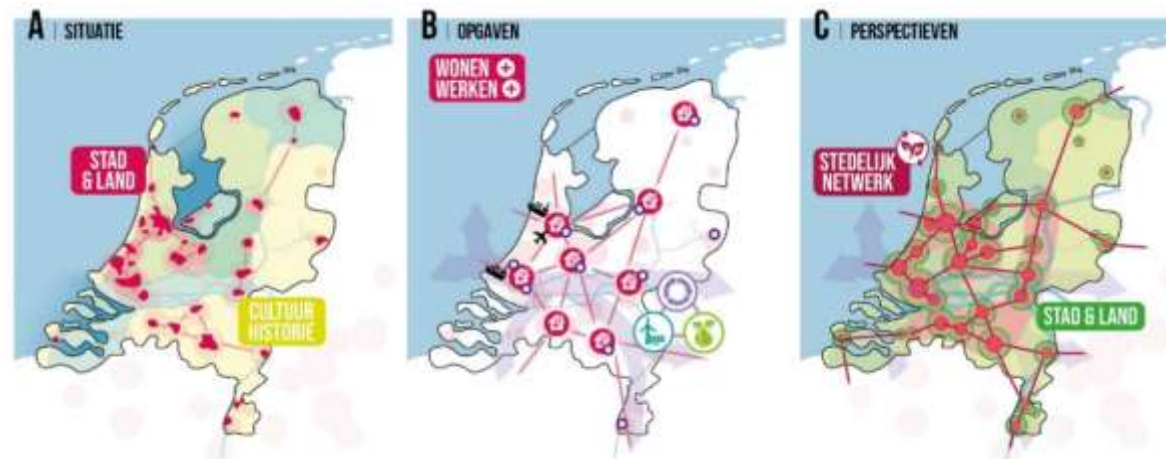 A | SITUATIE
STAD
& LAND
CULTUUR
HISTORIE
B | OPGAVEN
WONEN +
WERKEN +
C | PERSPECTIEVEN
STEDELIJK
NETWERK
STAD & LAND